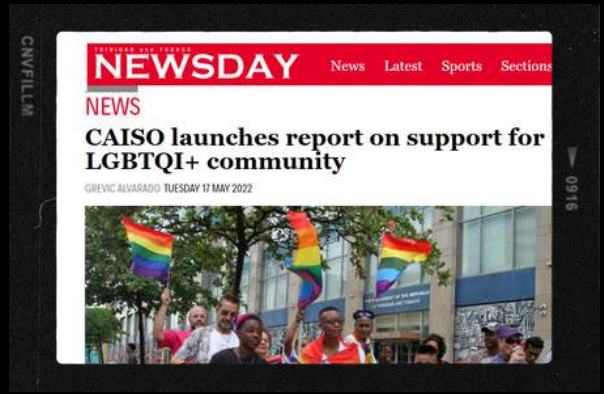 CNVFILLM
TRINIDAD and TOBAGO
NEWSDAY
News Latest Sports Sections
NEWS
CAISO launches report on support for
LGBTQI+ community
GREVIC ALVARADO TUESDAY 17 MAY 2022
0916